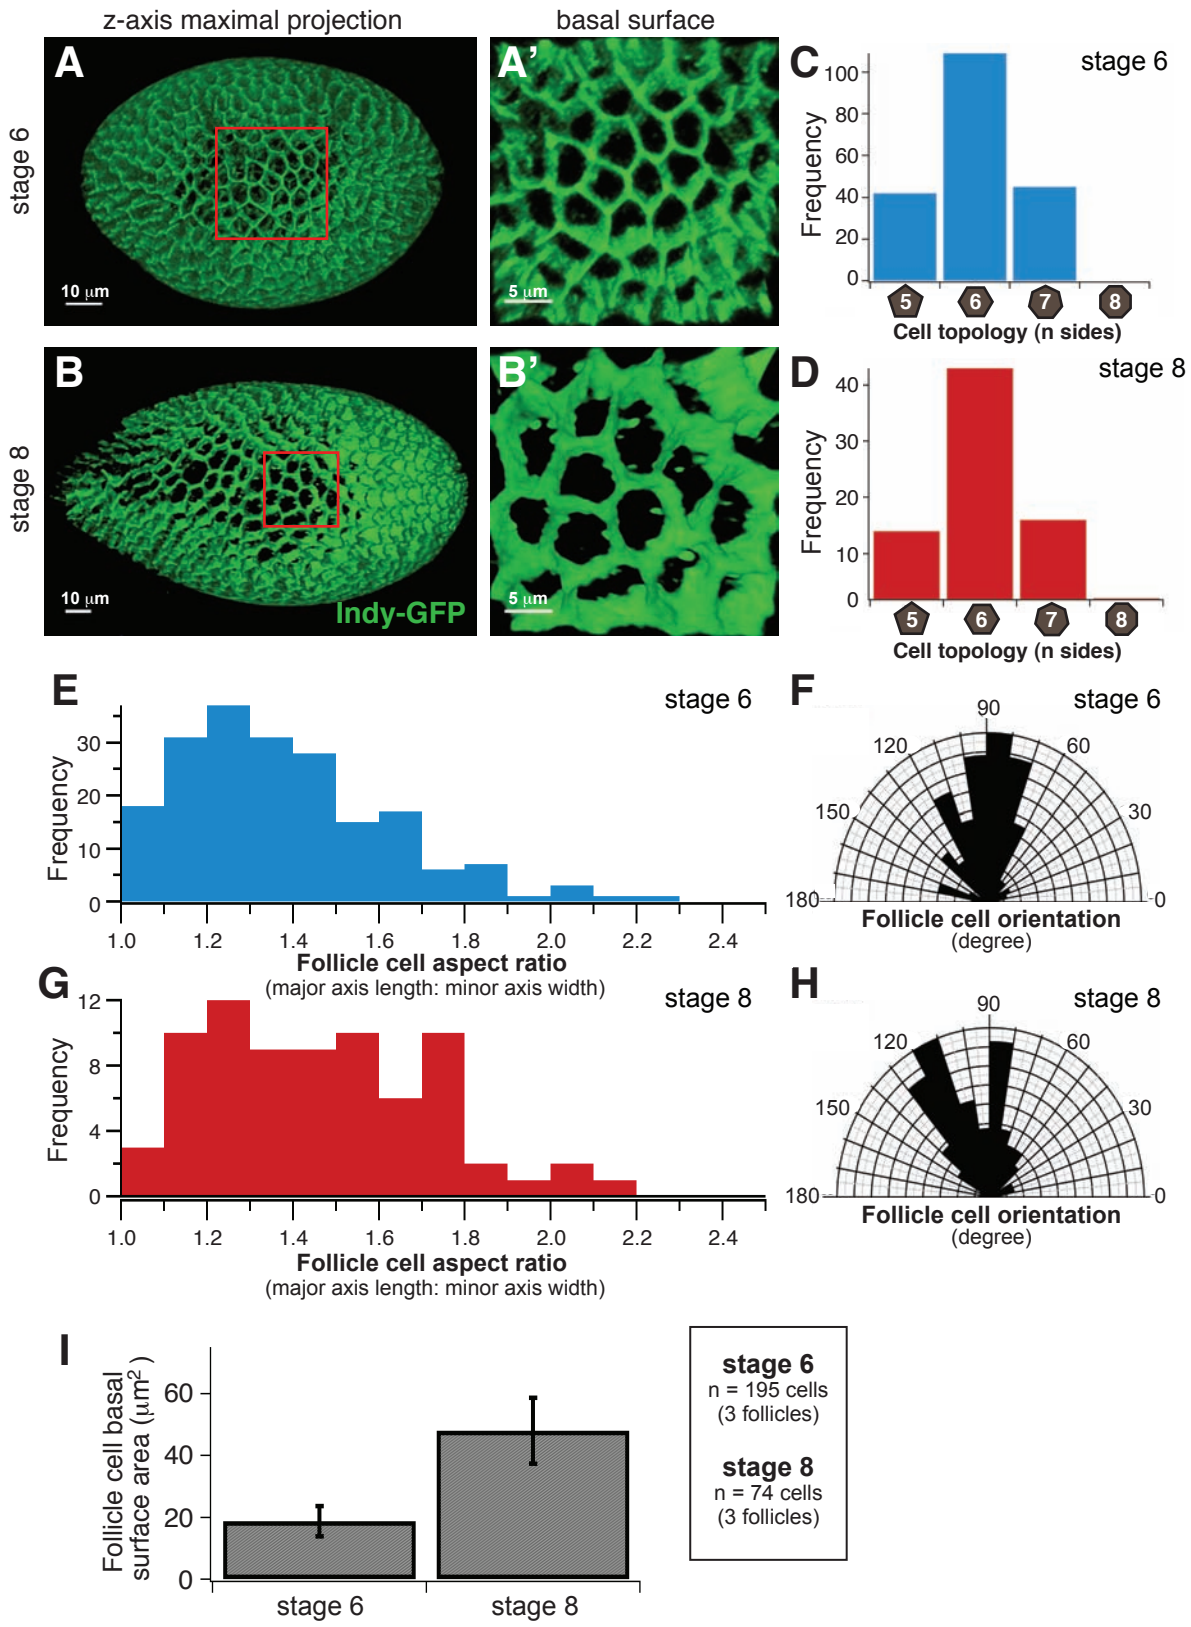 z-axis maximal projection
basal surface
stage 6
A
10 μm
A’
5 μm
C
stage 6
Frequency
100
80
60
40
20
0
5 6 7 8
Cell topology (n sides)
stage 8
B
10 μm
Indy-GFP
B’
5 μm
D
stage 8
Frequency
40
30
20
10
0
5 6 7 8
Cell topology (n sides)
E
stage 6
Frequency
30
20
10
0
1.0 1.2 1.4 1.6 1.8 2.0 2.2 2.4
Follicle cell aspect ratio
(major axis length: minor axis width)
F
stage 6
90
120 60
150 30
180 0
Follicle cell orientation
(degree)
G
stage 8
Frequency
12
8
4
0
1.0 1.2 1.4 1.6 1.8 2.0 2.2 2.4
Follicle cell aspect ratio
(major axis length: minor axis width)
H
stage 8
90
120 60
150 30
180 0
Follicle cell orientation
(degree)
I
Follicle cell basal
surface area (μm²)
60
40
20
0
stage 6 stage 8
stage 6
n = 195 cells
(3 follicles)
stage 8
n = 74 cells
(3 follicles)